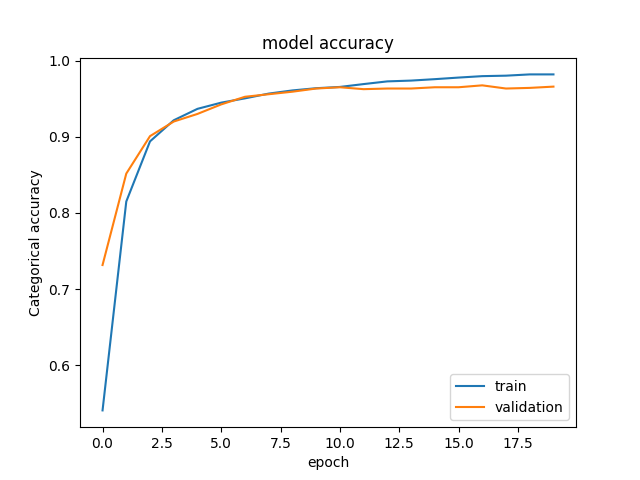 model accuracy
1.0
0.9
0.8
0.7
0.6
Categorical accuracy
0.0 2.5 5.0 7.5 10.0 12.5 15.0 17.5
epoch
train
validation